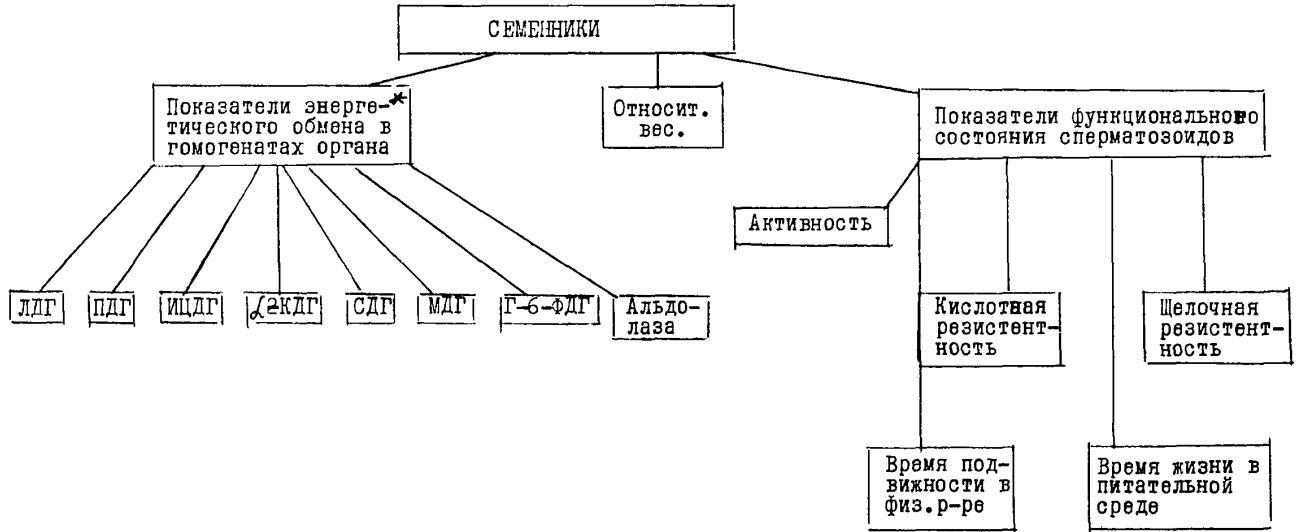 СЕМЕННИКИ
Показатели энерге-*
тического обмена в
гомогенатах органа
Относит.
вес.
Показатели функционального
состояния сперматозоидов
Активность
ЛДГ
ПДГ
ИЦДГ
α-КДГ
СДГ
МДГ
Г-6-ФДГ
Альдо-
лаза
Кислотная
резистент-
ность
Щелочная
резистент-
ность
Время под-
вижности в
физ.р-ре
Время жизни в
питательной
среде